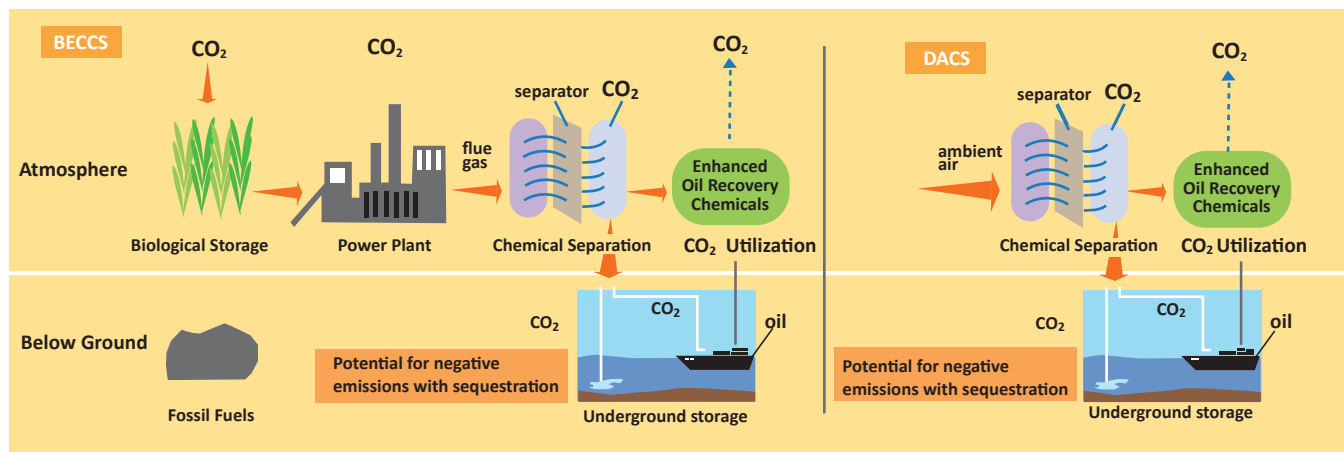 BECCS
CO₂
CO₂
CO₂
separator
CO₂
flue
gas
Atmosphere
Enhanced
Oil Recovery
Chemicals
Biological Storage
Power Plant
Chemical Separation
CO₂ Utilization
Below Ground
Fossil Fuels
CO₂
CO₂
oil
Potential for negative
emissions with sequestration
Underground storage
DACS
CO₂
separator
CO₂
ambient
air
Enhanced
Oil Recovery
Chemicals
Chemical Separation
CO₂ Utilization
CO₂
CO₂
oil
Potential for negative
emissions with sequestration
Underground storage